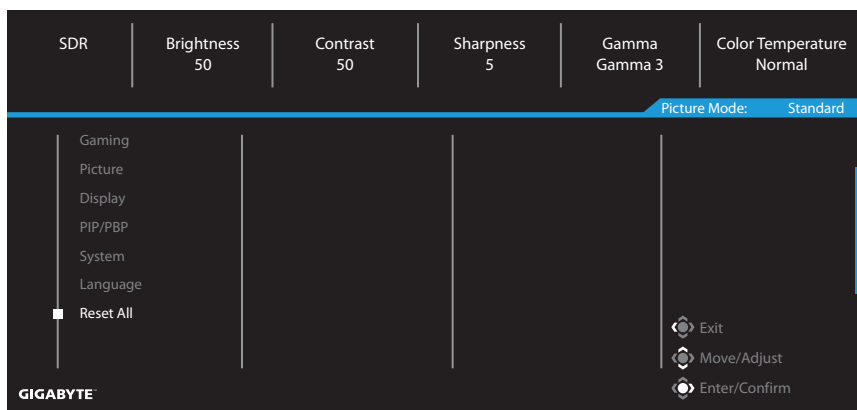 SDR Brightness Contrast Sharpness Gamma Color Temperature
50 50 5 Gamma 3 Normal
Picture Mode: Standard
Gaming
Picture
Display
PIP/PBP
System
Language
Reset All
Exit
Move/Adjust
Enter/Confirm
GIGABYTE™